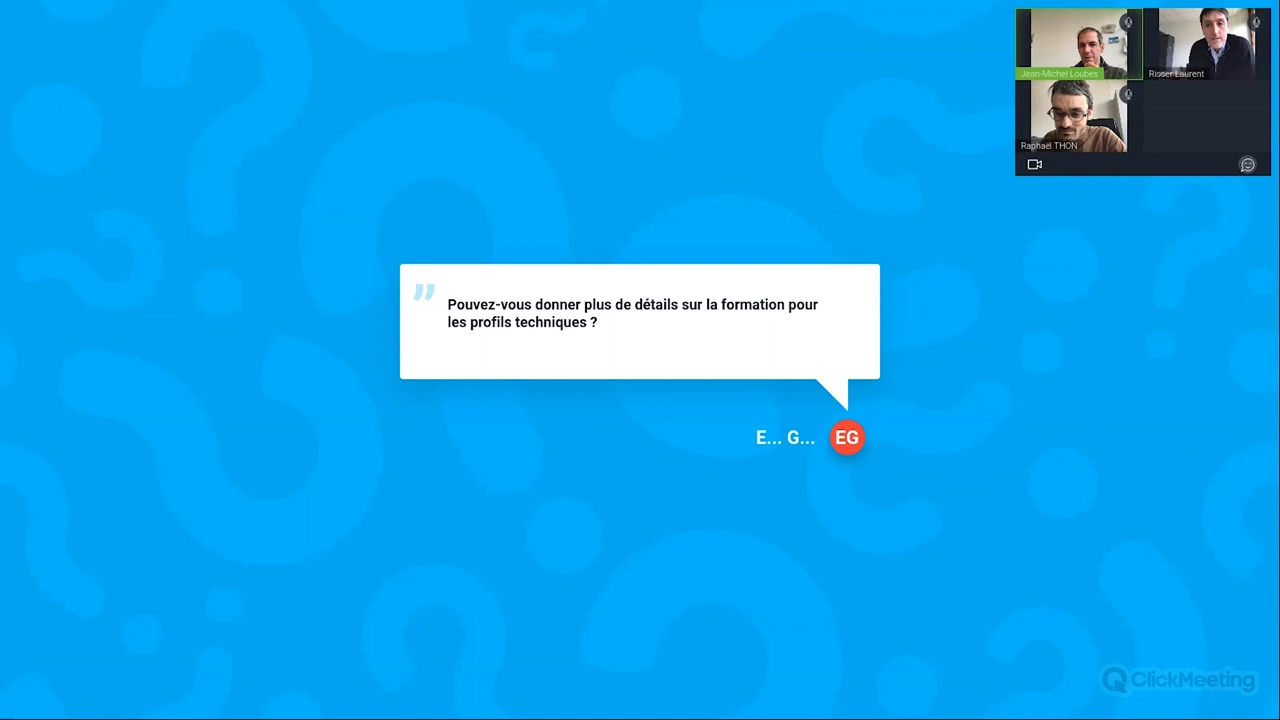 Jean-Michel Loubes
Risser Laurent
Raphaël THON
” Pouvez-vous donner plus de détails sur la formation pour
les profils techniques ?
E... G... EG
ClickMeeting